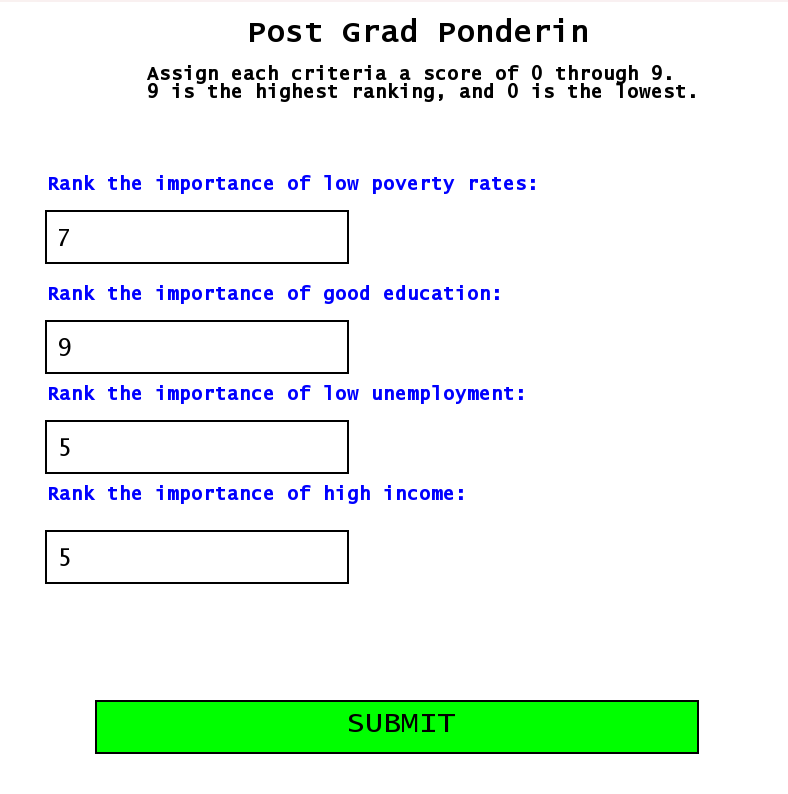 Post Grad Ponderin
Assign each criteria a score of 0 through 9.
9 is the highest ranking, and 0 is the lowest.
Rank the importance of low poverty rates:
7
Rank the importance of good education:
9
Rank the importance of low unemployment:
5
Rank the importance of high income:
5
SUBMIT